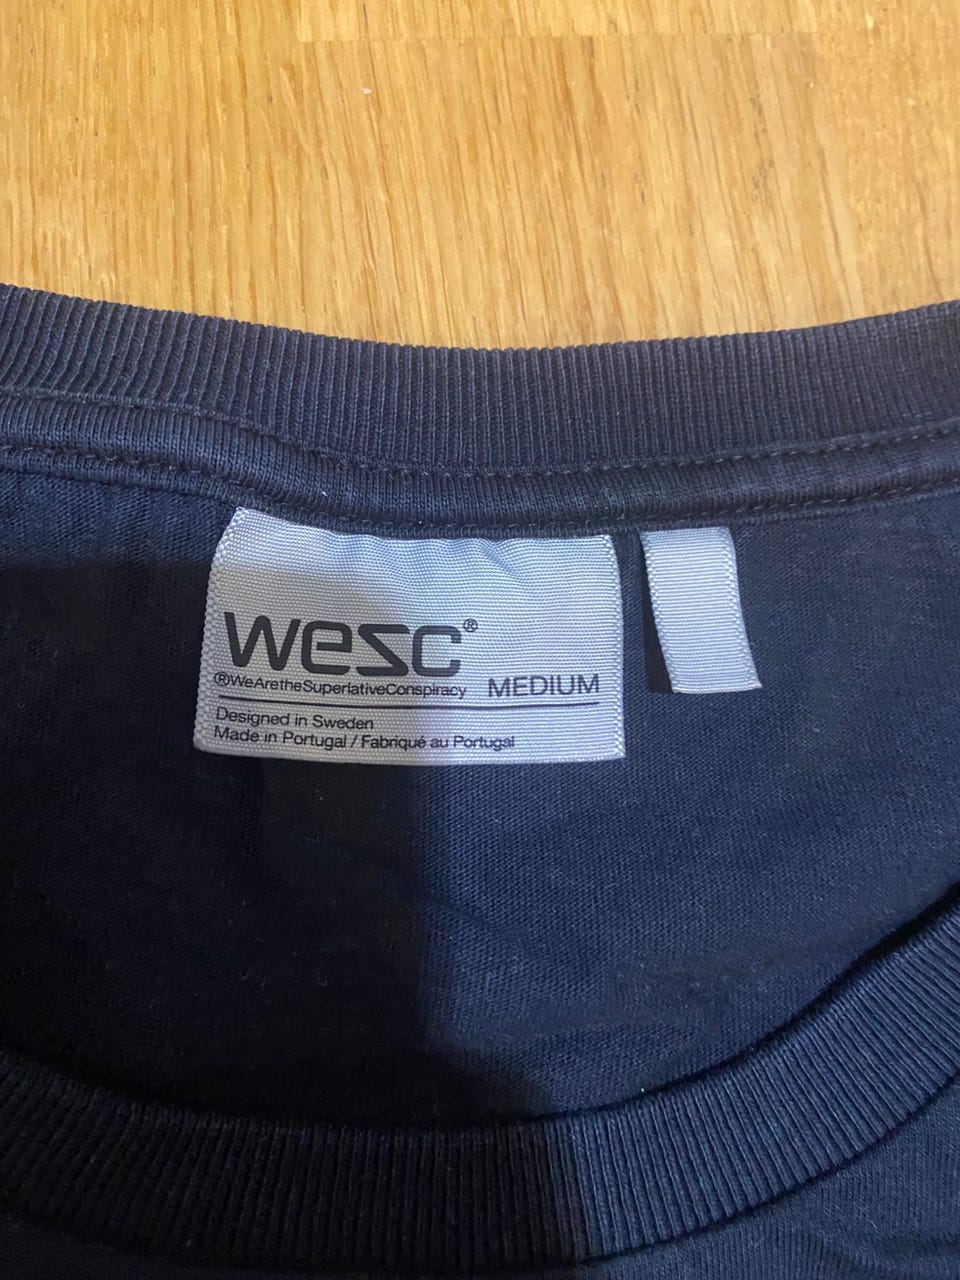 wesc®
®WeAretheSuperlativeConspiracy MEDIUM
Designed in Sweden
Made in Portugal / Fabriqué au Portugal